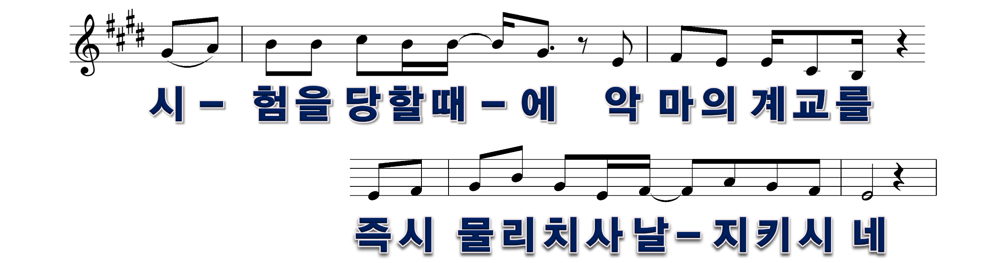 시 - 험을 당할때 - 에 악 마의 계교를
즉시 물리치사날 - 지키시 네